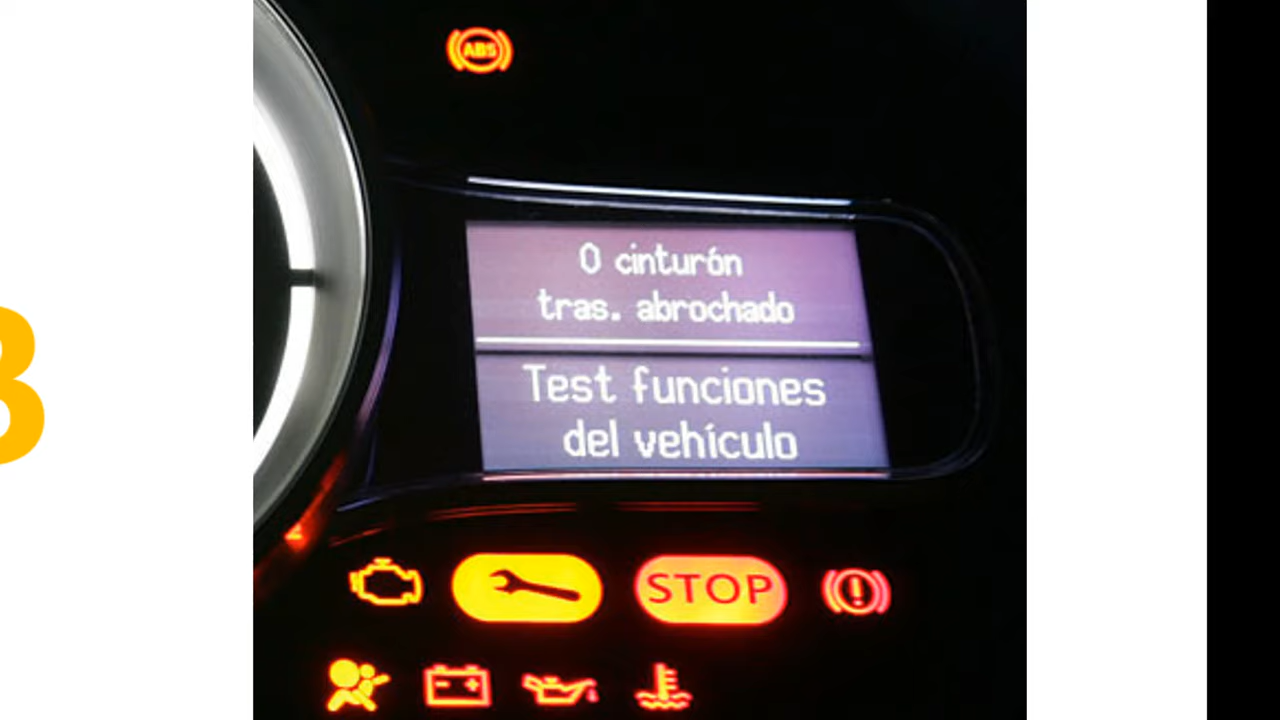 ABS
0 cinturón
tras. abrochado
Test funciones
del vehículo
STOP